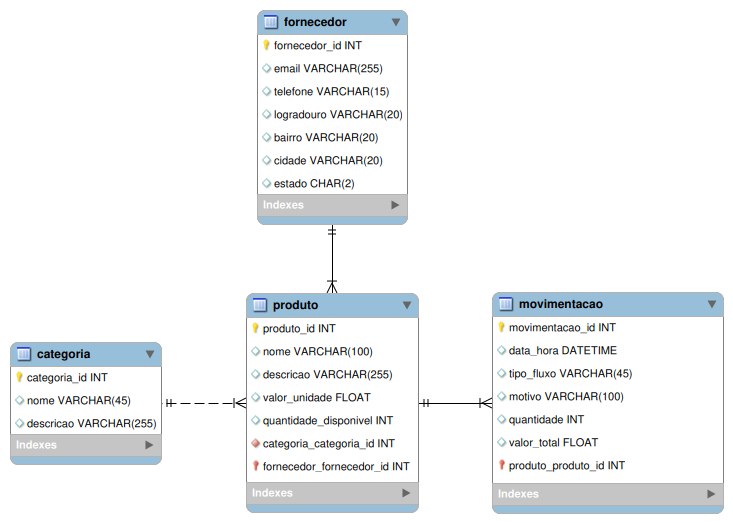 fornecedor
fornecedor_id INT
email VARCHAR(255)
telefone VARCHAR(15)
logradouro VARCHAR(20)
bairro VARCHAR(20)
cidade VARCHAR(20)
estado CHAR(2)
Indexes
categoria
categoria_id INT
nome VARCHAR(45)
descricao VARCHAR(255)
Indexes
produto
produto_id INT
nome VARCHAR(100)
descricao VARCHAR(255)
valor_unidade FLOAT
quantidade_disponivel INT
categoria_categoria_id INT
fornecedor_fornecedor_id INT
Indexes
movimentacao
movimentacao_id INT
data_hora DATETIME
tipo_fluxo VARCHAR(45)
motivo VARCHAR(100)
quantidade INT
valor_total FLOAT
produto_produto_id INT
Indexes